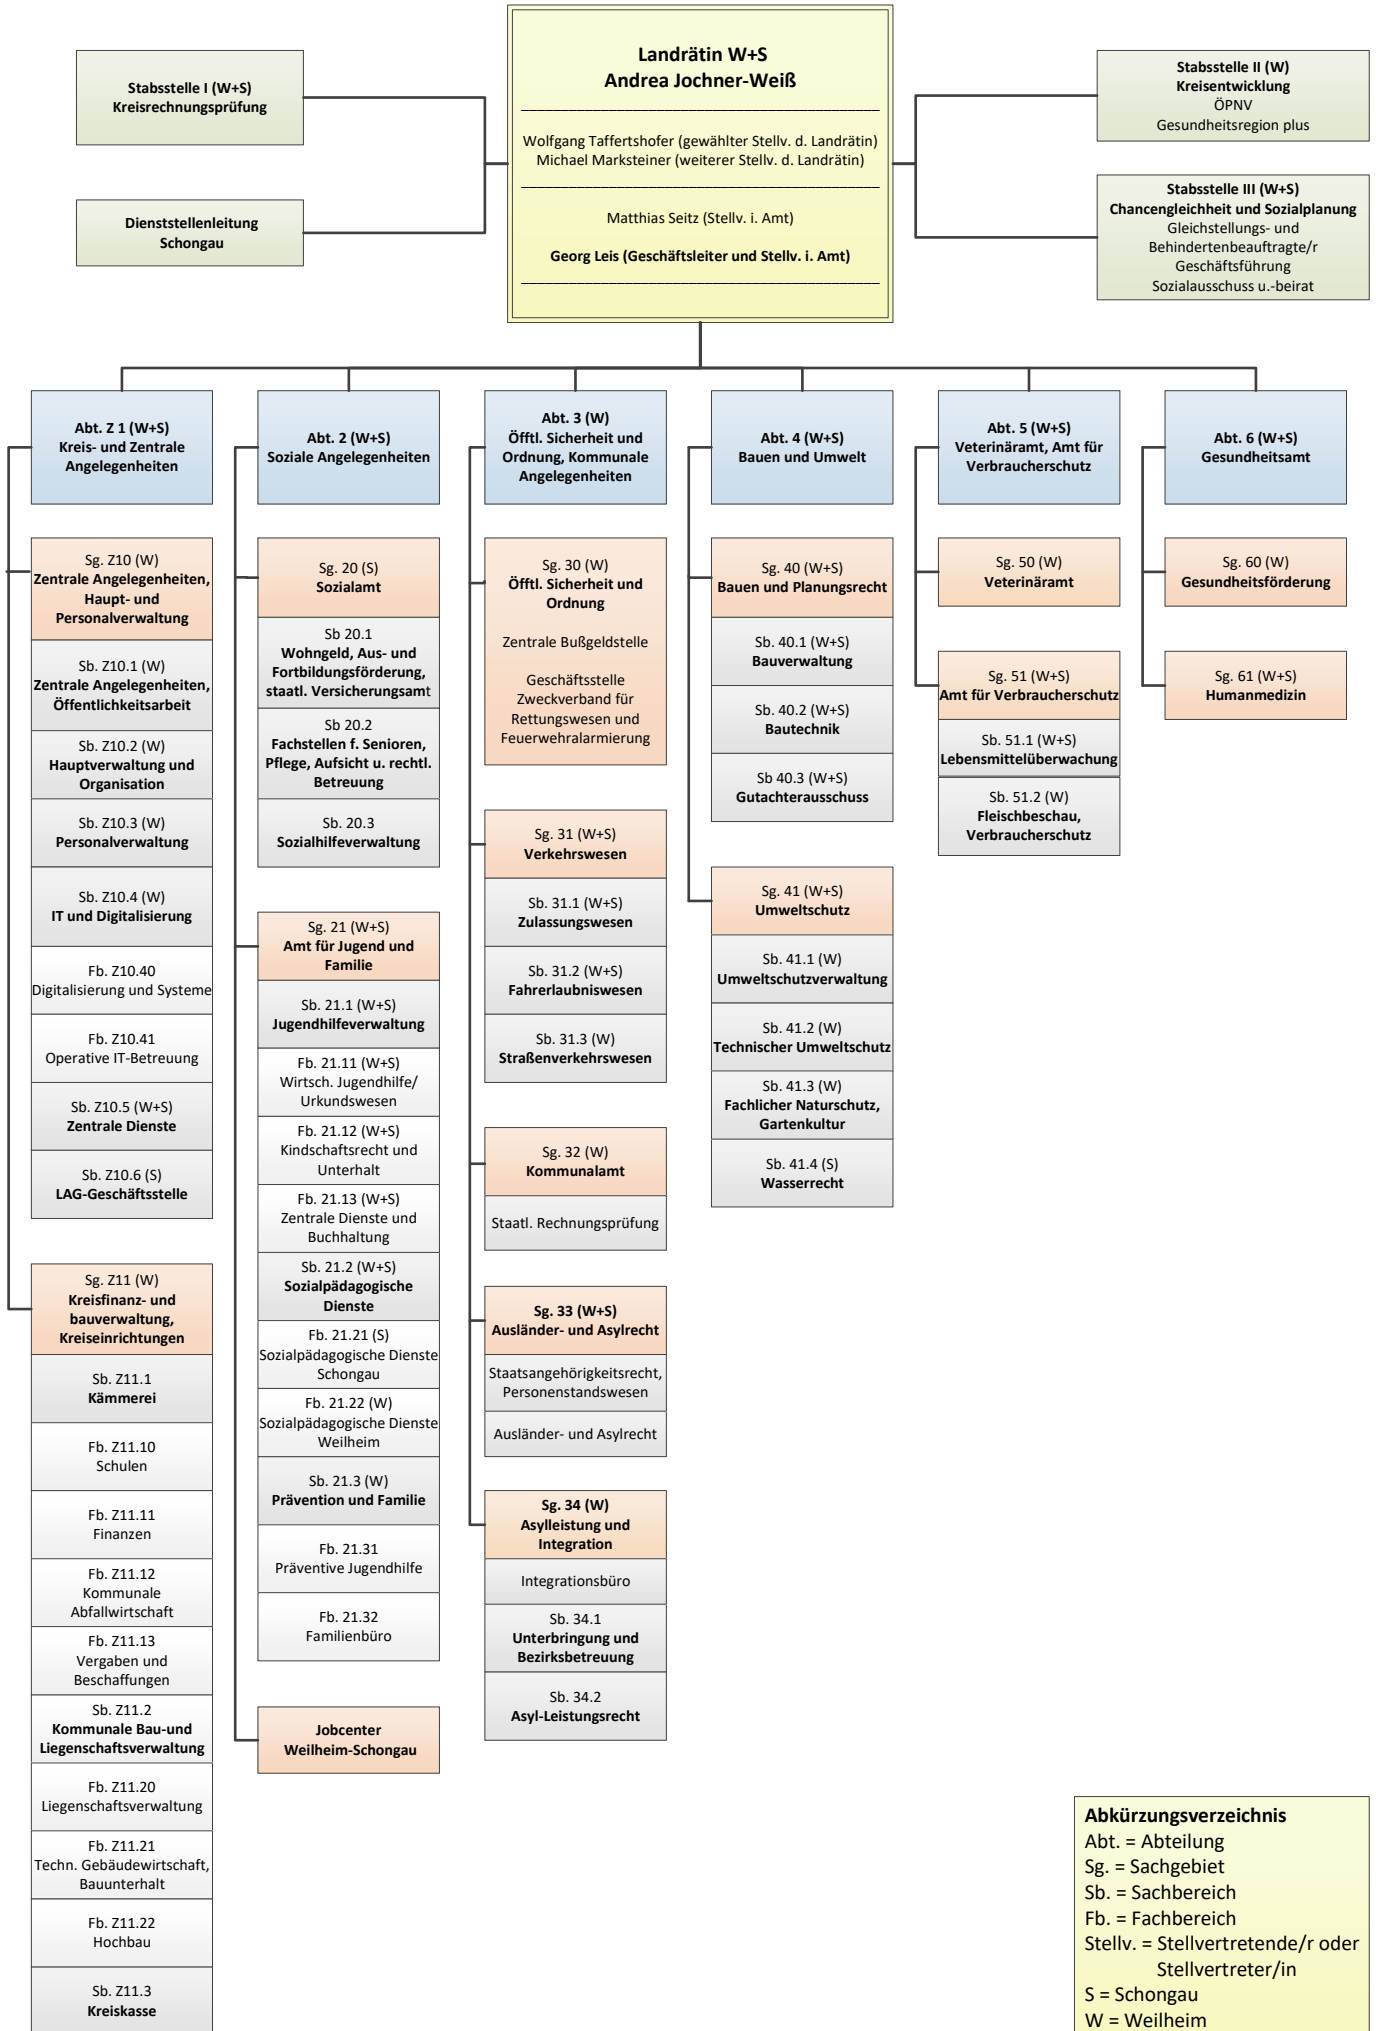 Landrätin W+S
Andrea Jochner-Weiß
Wolfgang Taffertshofer (gewählter Stellv. d. Landrätin)
Michael Marksteiner (weiterer Stellv. d. Landrätin)
Matthias Seitz (Stellv. i. Amt)
Georg Leis (Geschäftsleiter und Stellv. i. Amt)
Stabsstelle I (W+S)
Kreisrechnungsprüfung
Dienststellenleitung
Schongau
Stabsstelle II (W)
Kreisentwicklung
ÖPNV
Gesundheitsregion plus
Stabsstelle III (W+S)
Chancengleichheit und Sozialplanung
Gleichstellungs- und
Behindertenbeauftragte/r
Geschäftsführung
Sozialausschuss u.-beirat
Abt. Z 1 (W+S)
Kreis- und Zentrale
Angelegenheiten
Sg. Z10 (W)
Zentrale Angelegenheiten,
Haupt- und
Personalverwaltung
Sb. Z10.1 (W)
Zentrale Angelegenheiten,
Öffentlichkeitsarbeit
Sb. Z10.2 (W)
Hauptverwaltung und
Organisation
Sb. Z10.3 (W)
Personalverwaltung
Sb. Z10.4 (W)
IT und Digitalisierung
Fb. Z10.40
Digitalisierung und Systeme
Fb. Z10.41
Operative IT-Betreuung
Sb. Z10.5 (W+S)
Zentrale Dienste
Sb. Z10.6 (S)
LAG-Geschäftsstelle
Sg. Z11 (W)
Kreisfinanz- und
bauverwaltung,
Kreiseinrichtungen
Sb. Z11.1
Kämmerei
Fb. Z11.10
Schulen
Fb. Z11.11
Finanzen
Fb. Z11.12
Kommunale
Abfallwirtschaft
Fb. Z11.13
Vergaben und
Beschaffungen
Sb. Z11.2
Kommunale Bau-und
Liegenschaftsverwaltung
Fb. Z11.20
Liegenschaftsverwaltung
Fb. Z11.21
Techn. Gebäudewirtschaft,
Bauunterhalt
Fb. Z11.22
Hochbau
Sb. Z11.3
Kreiskasse
Abt. 2 (W+S)
Soziale Angelegenheiten
Sg. 20 (S)
Sozialamt
Sb 20.1
Wohngeld, Aus- und
Fortbildungsförderung,
staatl. Versicherungsamt
Sb 20.2
Fachstellen f. Senioren,
Pflege, Aufsicht u. rechtl.
Betreuung
Sb. 20.3
Sozialhilfeverwaltung
Sg. 21 (W+S)
Amt für Jugend und
Familie
Sb. 21.1 (W+S)
Jugendhilfeverwaltung
Fb. 21.11 (W+S)
Wirtsch. Jugendhilfe/
Urkundswesen
Fb. 21.12 (W+S)
Kindschaftsrecht und
Unterhalt
Fb. 21.13 (W+S)
Zentrale Dienste und
Buchhaltung
Sb. 21.2 (W+S)
Sozialpädagogische
Dienste
Fb. 21.21 (S)
Sozialpädagogische Dienste
Schongau
Fb. 21.22 (W)
Sozialpädagogische Dienste
Weilheim
Sb. 21.3 (W)
Prävention und Familie
Fb. 21.31
Präventive Jugendhilfe
Fb. 21.32
Familienbüro
Jobcenter
Weilheim-Schongau
Abt. 3 (W)
Öfftl. Sicherheit und
Ordnung, Kommunale
Angelegenheiten
Sg. 30 (W)
Öfftl. Sicherheit und
Ordnung
Zentrale Bußgeldstelle
Geschäftsstelle
Zweckverband für
Rettungswesen und
Feuerwehralarmierung
Sg. 31 (W+S)
Verkehrswesen
Sb. 31.1 (W+S)
Zulassungswesen
Sb. 31.2 (W+S)
Fahrerlaubniswesen
Sb. 31.3 (W)
Straßenverkehrswesen
Sg. 32 (W)
Kommunalamt
Staatl. Rechnungsprüfung
Sg. 33 (W+S)
Ausländer- und Asylrecht
Staatsangehörigkeitsrecht,
Personenstandswesen
Ausländer- und Asylrecht
Sg. 34 (W)
Asylleistung und
Integration
Integrationsbüro
Sb. 34.1
Unterbringung und
Bezirksbetreuung
Sb. 34.2
Asyl-Leistungsrecht
Abt. 4 (W+S)
Bauen und Umwelt
Sg. 40 (W+S)
Bauen und Planungsrecht
Sb. 40.1 (W+S)
Bauverwaltung
Sb. 40.2 (W+S)
Bautechnik
Sb 40.3 (W+S)
Gutachterausschuss
Sg. 41 (W+S)
Umweltschutz
Sb. 41.1 (W)
Umweltschutzverwaltung
Sb. 41.2 (W)
Technischer Umweltschutz
Sb. 41.3 (W)
Fachlicher Naturschutz,
Gartenkultur
Sb. 41.4 (S)
Wasserrecht
Abt. 5 (W+S)
Veterinäramt, Amt für
Verbraucherschutz
Sg. 50 (W)
Veterinäramt
Sg. 51 (W+S)
Amt für Verbraucherschutz
Sb. 51.1 (W+S)
Lebensmittelüberwachung
Sb. 51.2 (W)
Fleischbeschau,
Verbraucherschutz
Abt. 6 (W+S)
Gesundheitsamt
Sg. 60 (W)
Gesundheitsförderung
Sg. 61 (W+S)
Humanmedizin
Abkürzungsverzeichnis
Abt. = Abteilung
Sg. = Sachgebiet
Sb. = Sachbereich
Fb. = Fachbereich
Stellv. = Stellvertretende/r oder
Stellvertreter/in
S = Schongau
W = Weilheim